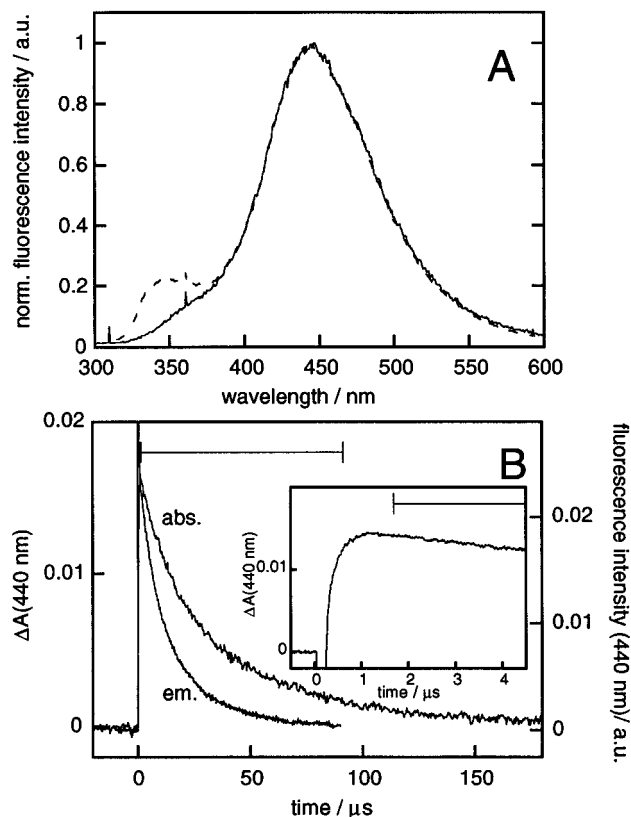 A
norm. fluorescence intensity / a.u.
1
0.8
0.6
0.4
0.2
0
300 350 400 450 500 550 600
wavelength / nm
B
ΔA(440 nm)
0.02
0.01
0
abs.
em.
ΔA(440 nm)
0.01
0
0 1 2 3 4
time / μs
0.02
0.01
0
fluorescence intensity (440 nm)/ a.u.
0 50 100 150
time / μs